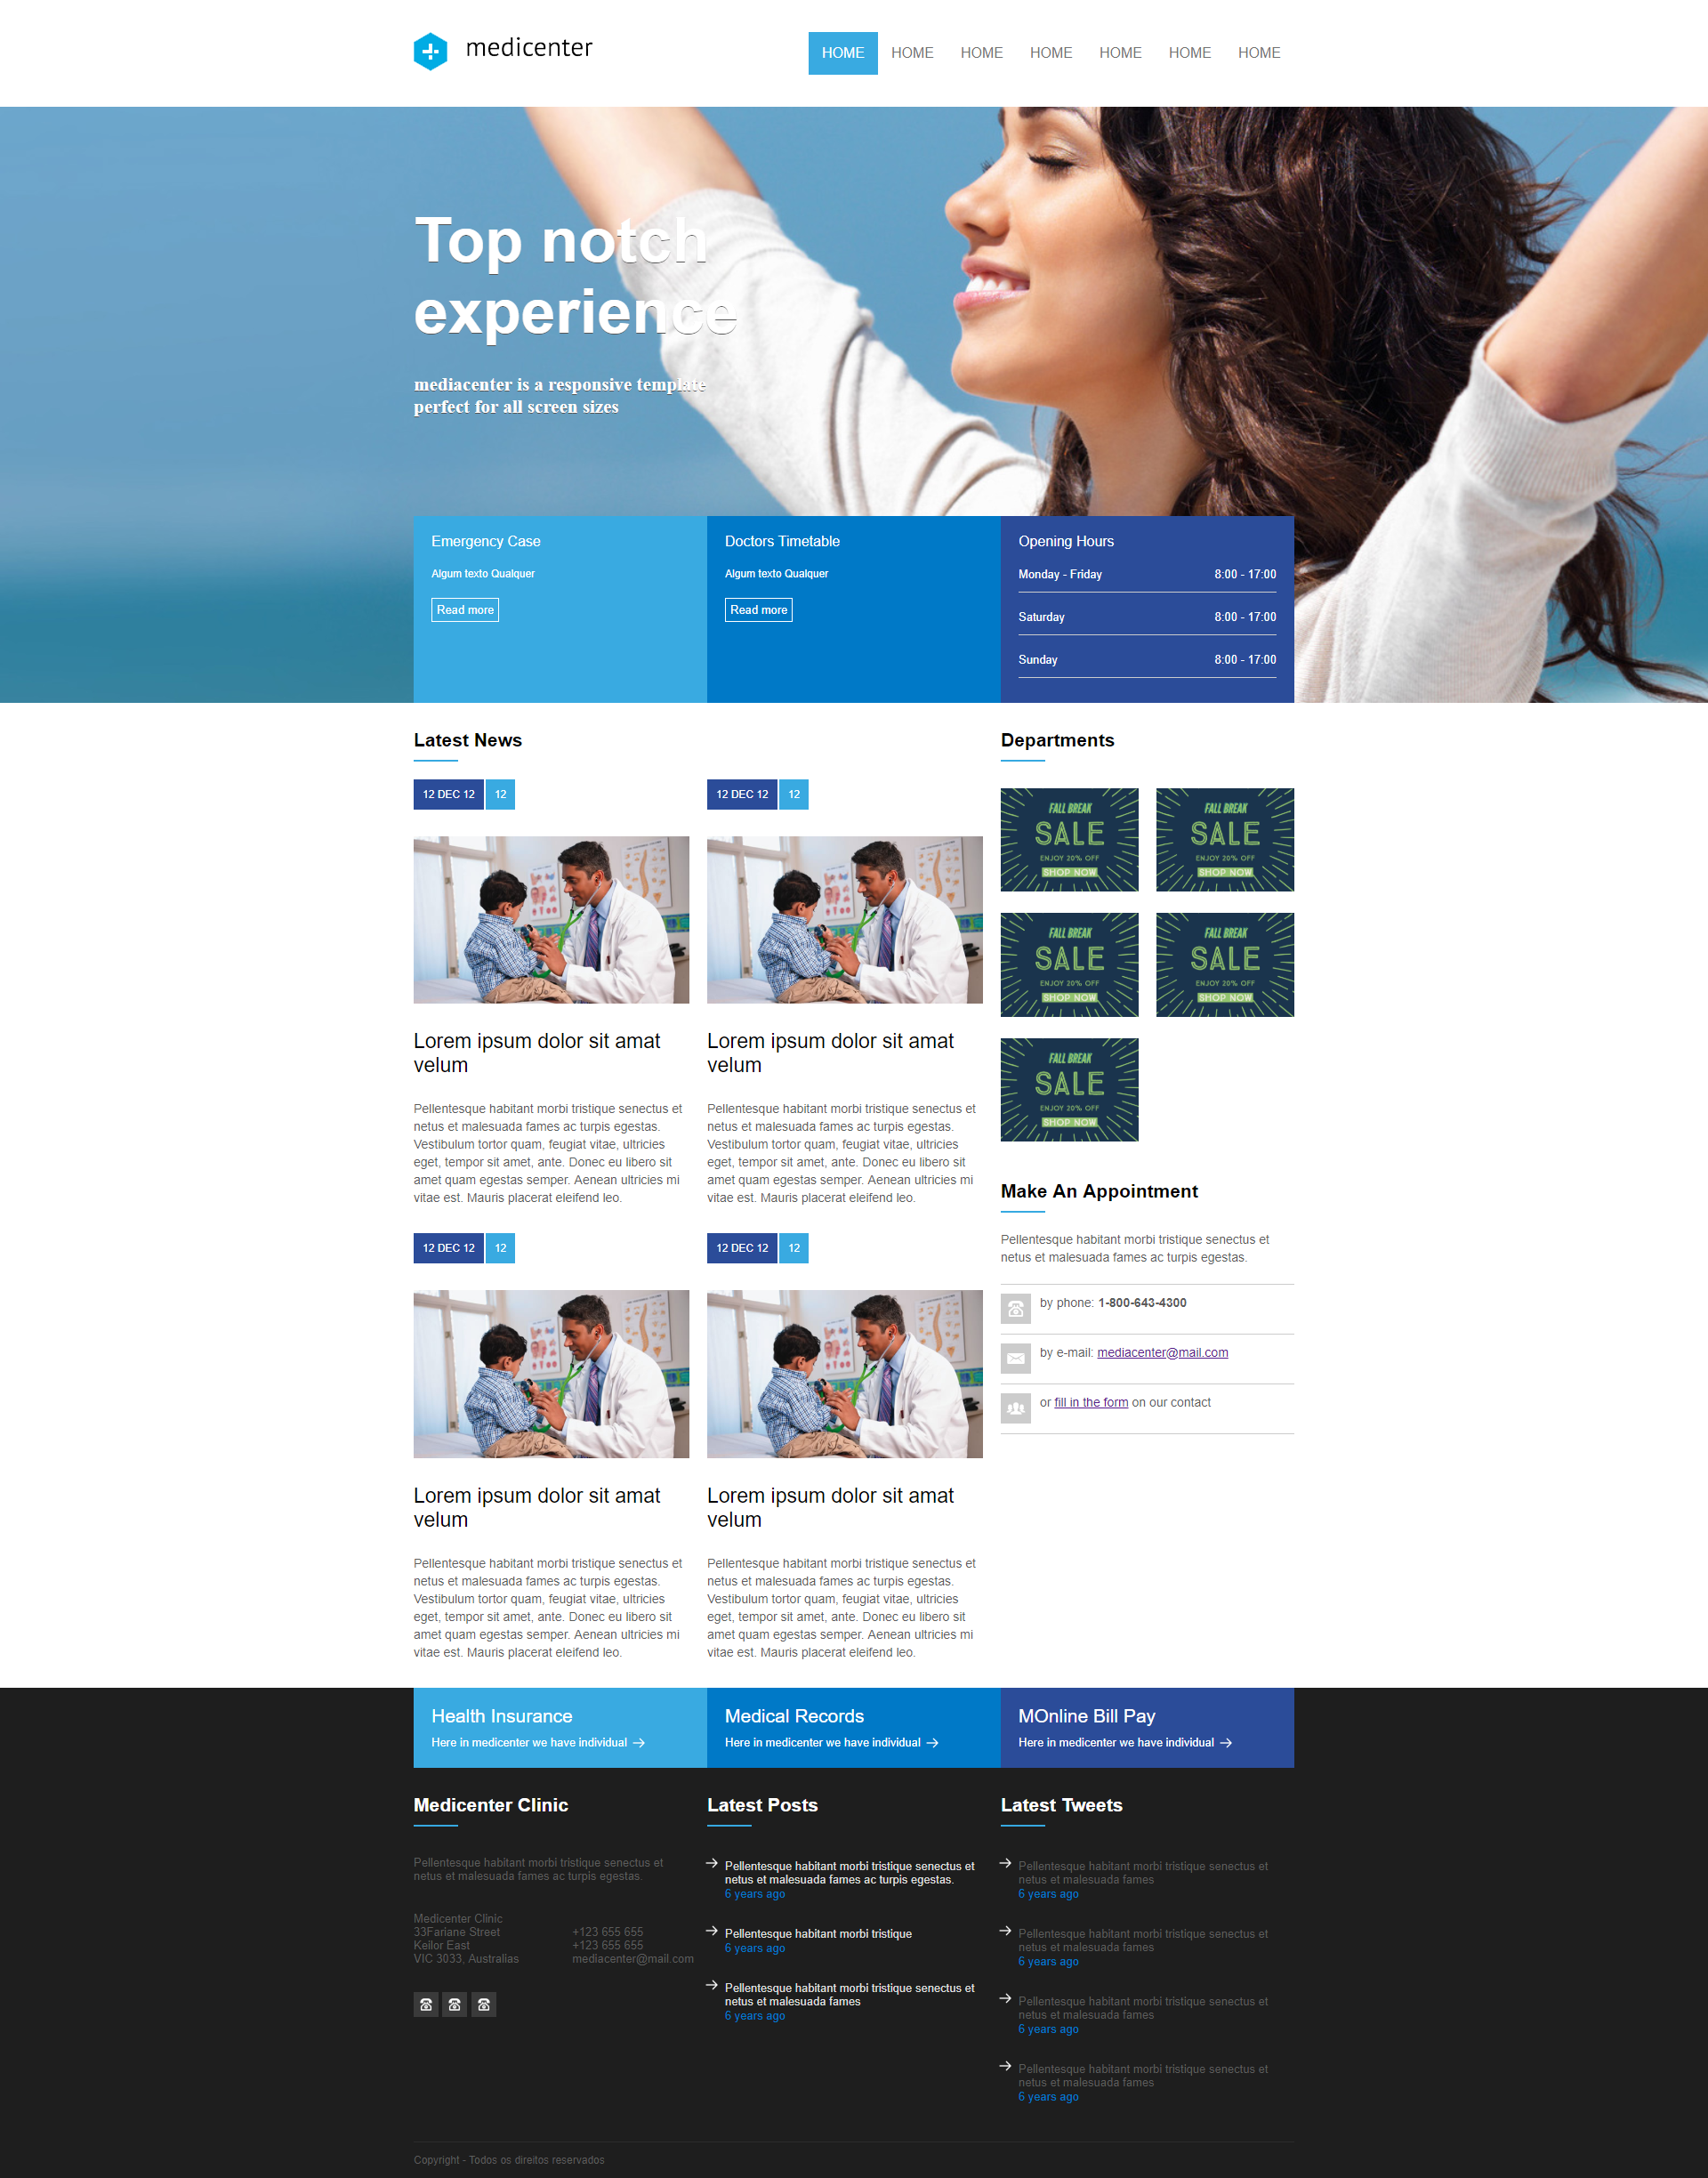 medicenter
HOME HOME HOME HOME HOME HOME HOME
Top notch
experience
mediacenter is a responsive template
perfect for all screen sizes
Emergency Case
Algum texto Qualquer
Read more
Doctors Timetable
Algum texto Qualquer
Read more
Opening Hours
Monday - Friday 8:00 - 17:00
Saturday 8:00 - 17:00
Sunday 8:00 - 17:00
Latest News
12 DEC 12 12
Lorem ipsum dolor sit amat
velum
Pellentesque habitant morbi tristique senectus et
netus et malesuada fames ac turpis egestas.
Vestibulum tortor quam, feugiat vitae, ultricies
eget, tempor sit amet, ante. Donec eu libero sit
amet quam egestas semper. Aenean ultricies mi
vitae est. Mauris placerat eleifend leo.
12 DEC 12 12
Lorem ipsum dolor sit amat
velum
Pellentesque habitant morbi tristique senectus et
netus et malesuada fames ac turpis egestas.
Vestibulum tortor quam, feugiat vitae, ultricies
eget, tempor sit amet, ante. Donec eu libero sit
amet quam egestas semper. Aenean ultricies mi
vitae est. Mauris placerat eleifend leo.
12 DEC 12 12
Lorem ipsum dolor sit amat
velum
Pellentesque habitant morbi tristique senectus et
netus et malesuada fames ac turpis egestas.
Vestibulum tortor quam, feugiat vitae, ultricies
eget, tempor sit amet, ante. Donec eu libero sit
amet quam egestas semper. Aenean ultricies mi
vitae est. Mauris placerat eleifend leo.
12 DEC 12 12
Lorem ipsum dolor sit amat
velum
Pellentesque habitant morbi tristique senectus et
netus et malesuada fames ac turpis egestas.
Vestibulum tortor quam, feugiat vitae, ultricies
eget, tempor sit amet, ante. Donec eu libero sit
amet quam egestas semper. Aenean ultricies mi
vitae est. Mauris placerat eleifend leo.
Departments
FALL BREAK
SALE
ENJOY 20% OFF
SHOP NOW
FALL BREAK
SALE
ENJOY 20% OFF
SHOP NOW
FALL BREAK
SALE
ENJOY 20% OFF
SHOP NOW
FALL BREAK
SALE
ENJOY 20% OFF
SHOP NOW
FALL BREAK
SALE
ENJOY 20% OFF
SHOP NOW
Make An Appointment
Pellentesque habitant morbi tristique senectus et
netus et malesuada fames ac turpis egestas.
by phone: 1-800-643-4300
by e-mail: mediacenter@mail.com
or fill in the form on our contact
Health Insurance
Here in medicenter we have individual →
Medical Records
Here in medicenter we have individual →
MOnline Bill Pay
Here in medicenter we have individual →
Medicenter Clinic
Pellentesque habitant morbi tristique senectus et
netus et malesuada fames ac turpis egestas.
Medicenter Clinic
33Fariane Street +123 655 655
Keilor East +123 655 655
VIC 3033, Australias mediacenter@mail.com
Latest Posts
→ Pellentesque habitant morbi tristique senectus et
netus et malesuada fames ac turpis egestas.
6 years ago
→ Pellentesque habitant morbi tristique
6 years ago
→ Pellentesque habitant morbi tristique senectus et
netus et malesuada fames
6 years ago
Latest Tweets
→ Pellentesque habitant morbi tristique senectus et
netus et malesuada fames
6 years ago
→ Pellentesque habitant morbi tristique senectus et
netus et malesuada fames
6 years ago
→ Pellentesque habitant morbi tristique senectus et
netus et malesuada fames
6 years ago
→ Pellentesque habitant morbi tristique senectus et
netus et malesuada fames
6 years ago
Copyright - Todos os direitos reservados